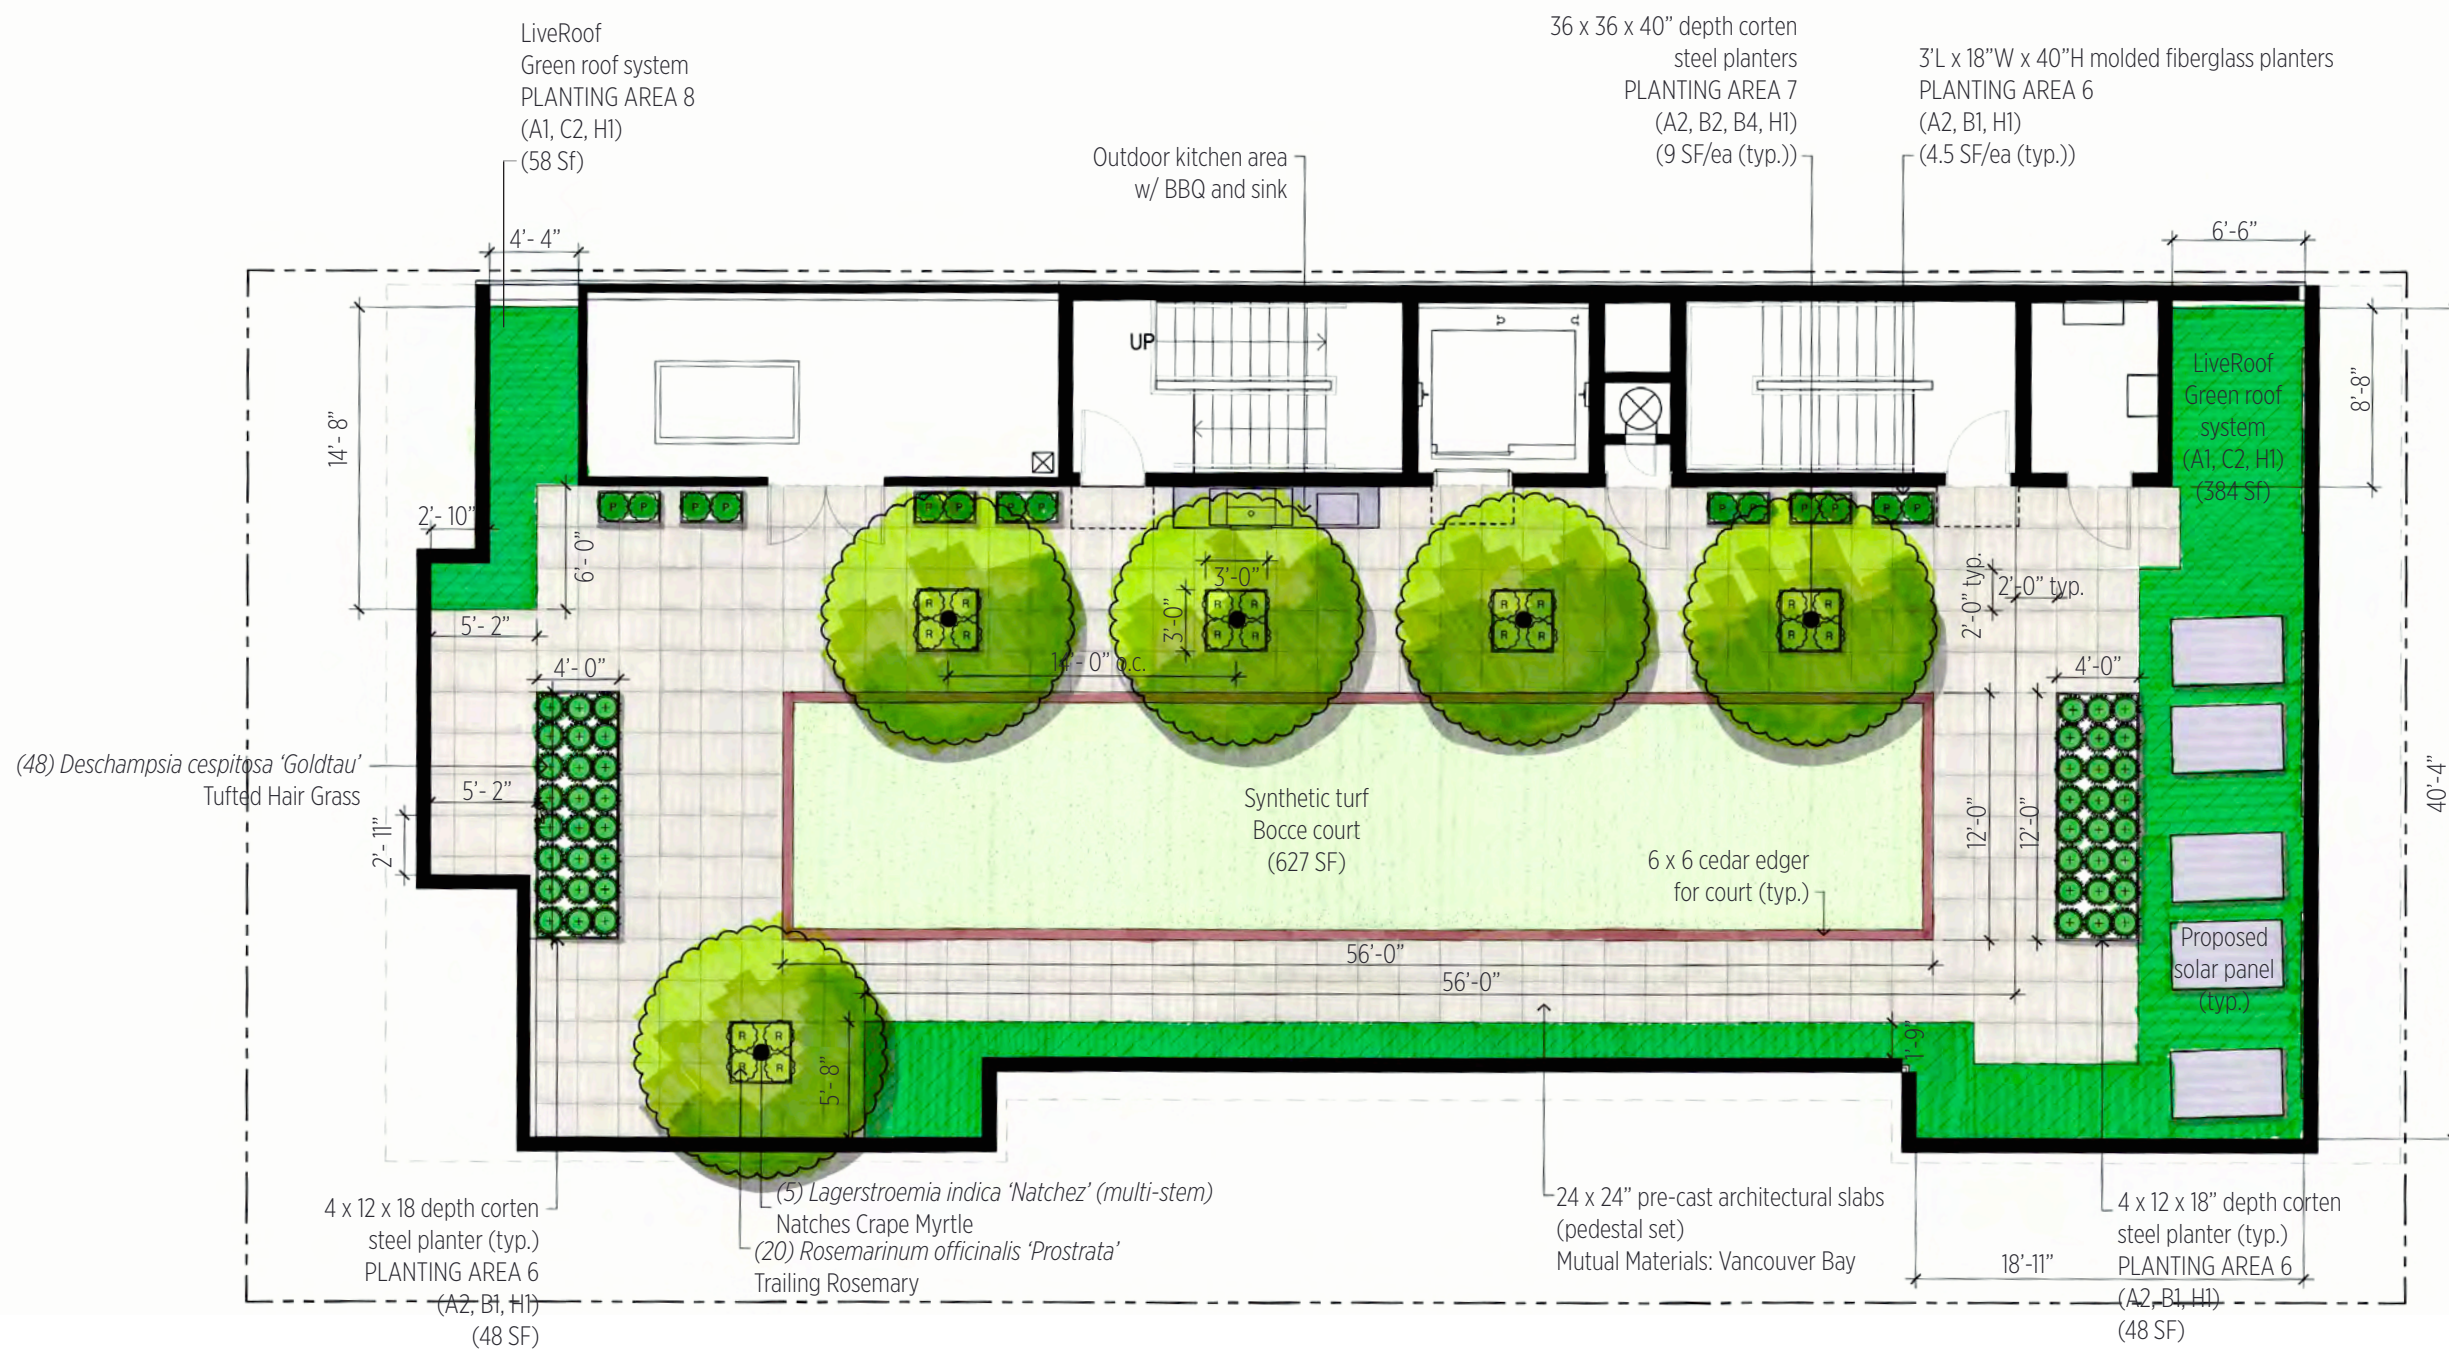 LiveRoof
Green roof system
PLANTING AREA 8
(A1, C2, H1)
(58 Sf)
36 x 36 x 40” depth corten
steel planters
PLANTING AREA 7
(A2, B2, B4, H1)
(9 SF/ea (typ.))
3’L x 18”W x 40”H molded fiberglass planters
PLANTING AREA 6
(A2, B1, H1)
(4.5 SF/ea (typ.))
Outdoor kitchen area
w/ BBQ and sink
4’- 4”
6’-6”
UP
14’- 8”
8’-8”
LiveRoof
Green roof
system
(A1, C2, H1)
(384 Sf)
2’- 10”
6’- 0”
P P
P P
P P
P P
P P
P P
P P
3’-0”
3’-0”
R R
R R
R R
R R
R R
R R
R R
R R
2’-0” typ.
2’-0” typ.
5’- 2”
4’- 0”
14’- 0” o.c.
4’-0”
(48) Deschampsia cespitosa ‘Goldtau’
Tufted Hair Grass
5’- 2”
2’- 11”
Synthetic turf
Bocce court
(627 SF)
6 x 6 cedar edger
for court (typ.)
12’-0”
12’-0”
40’-4”
56’-0”
56’-0”
Proposed
solar panel
(typ.)
R R
R R
5’- 8”
1’-9”
4 x 12 x 18 depth corten
steel planter (typ.)
PLANTING AREA 6
(A2, B1, H1)
(48 SF)
(5) Lagerstroemia indica ‘Natchez’ (multi-stem)
Natches Crape Myrtle
(20) Rosemarinum officinalis ‘Prostrata’
Trailing Rosemary
24 x 24” pre-cast architectural slabs
(pedestal set)
Mutual Materials: Vancouver Bay
18’-11”
4 x 12 x 18” depth corten
steel planter (typ.)
PLANTING AREA 6
(A2, B1, H1)
(48 SF)